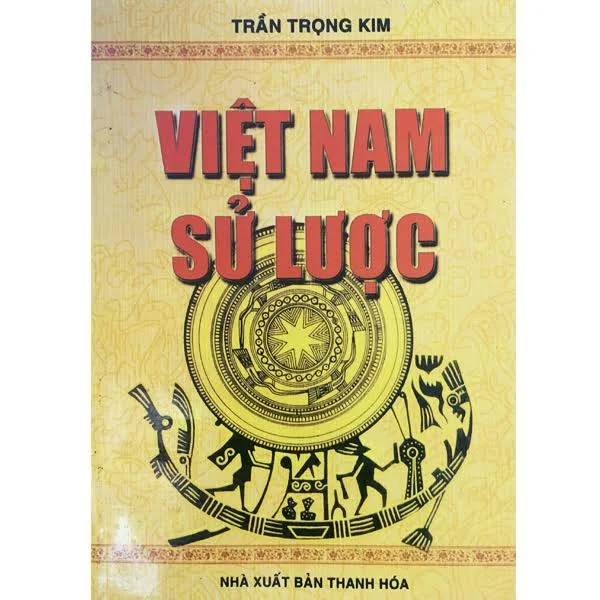 TRẦN TRỌNG KIM
VIỆT NAM
SỬ LƯỢC
NHÀ XUẤT BẢN THANH HÓA